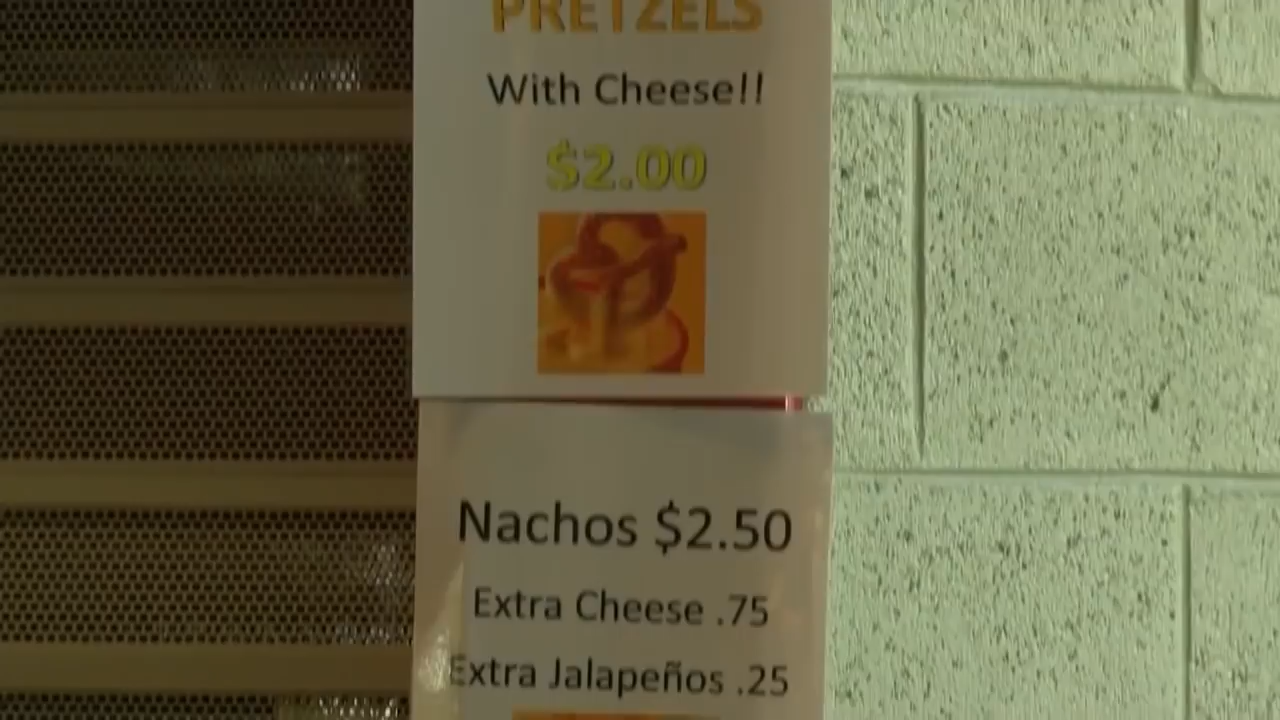 PRETZELS
With Cheese!!
$2.00
Nachos $2.50
Extra Cheese .75
Extra Jalapeños .25